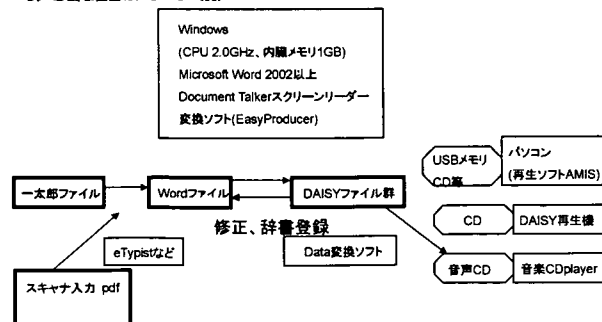 Windows
(CPU 2.0GHz、内臓メモリ1GB)
Microsoft Word 2002以上
Document Talkerスクリーンリーダー
変換ソフト(EasyProducer)
USBメモリ
CD等
パソコン
(再生ソフトAMIS)
一太郎ファイル
Wordファイル
DAISYファイル群
修正、辞書登録
CD
DAISY再生機
eTypistなど
Data変換ソフト
音声CD
音楽CDplayer
スキャナ入力 pdf